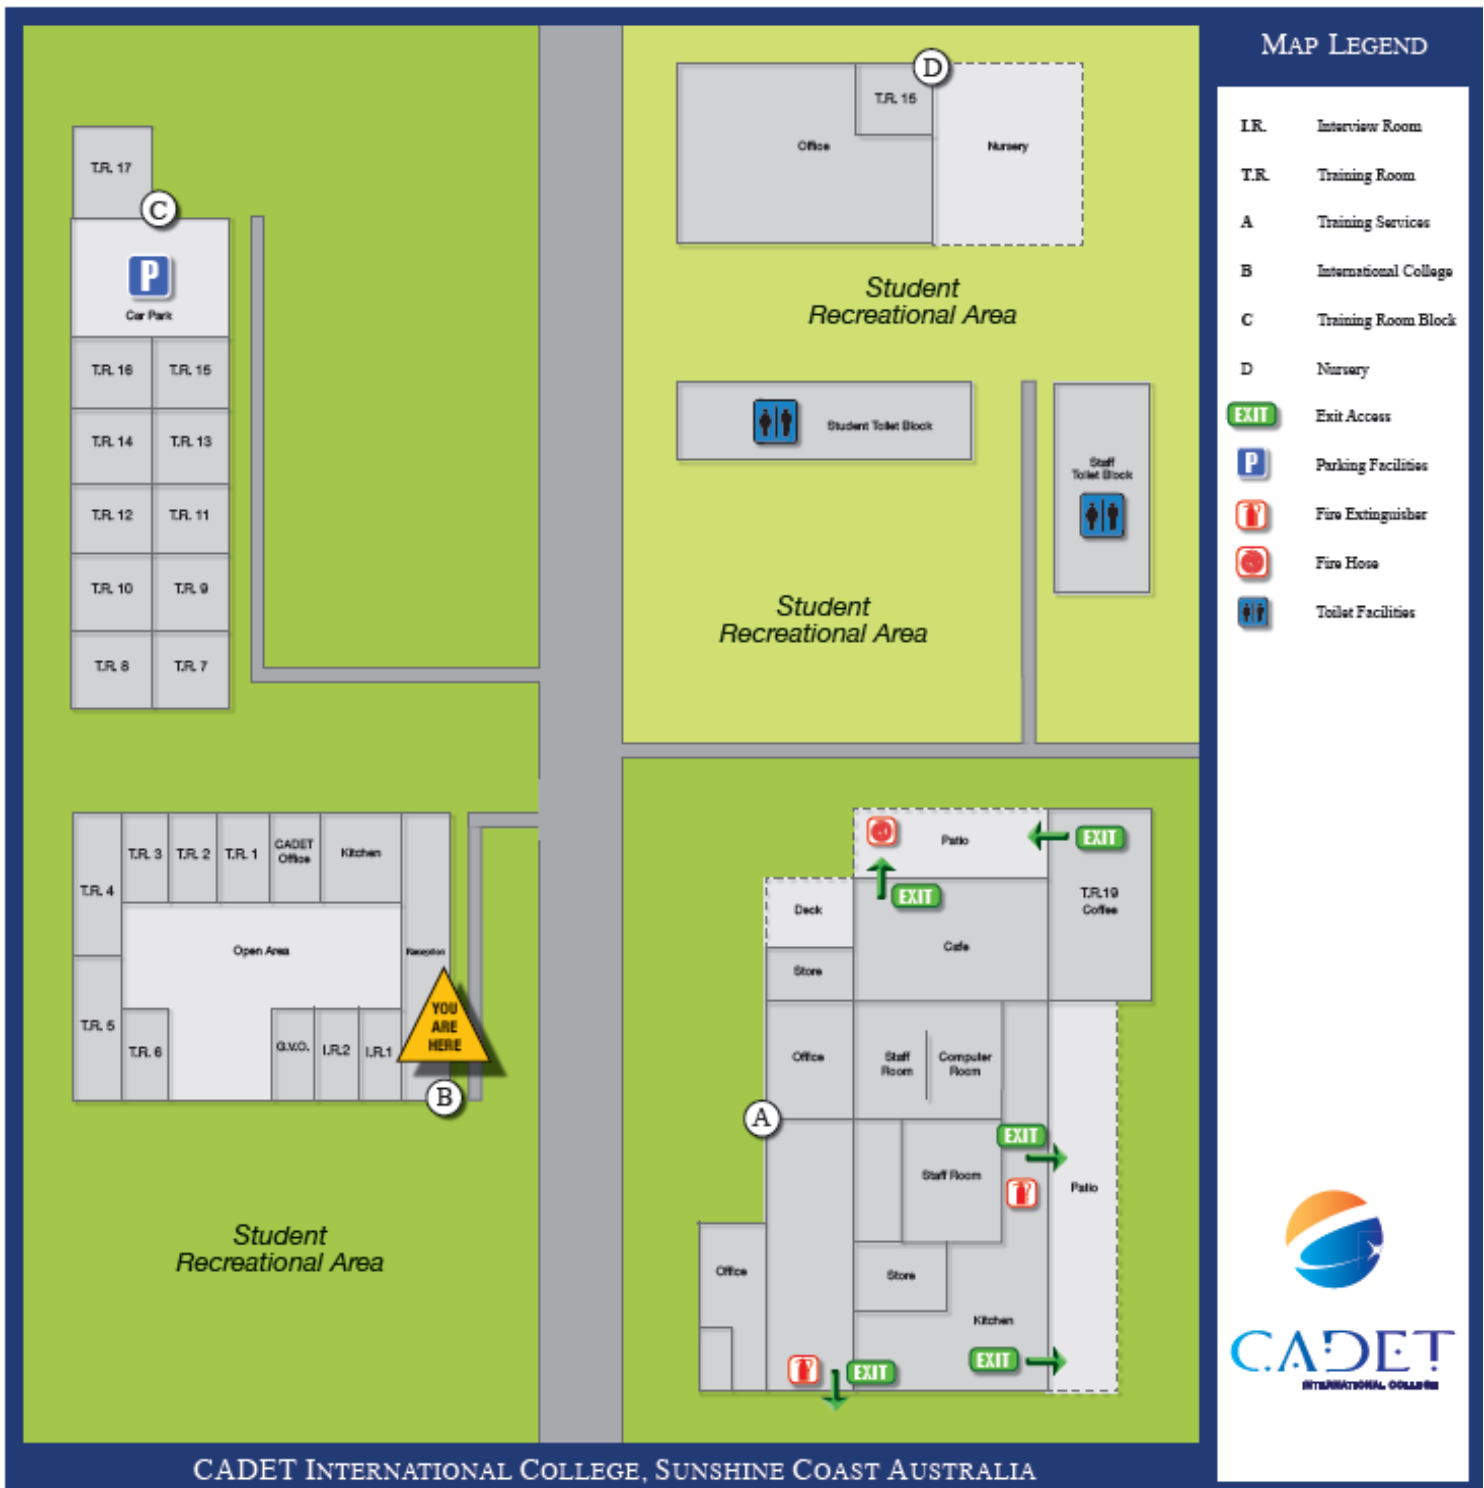 MAP LEGEND
I.R. Interview Room
T.R. Training Room
A Training Services
B International College
C Training Room Block
D Nursery
EXIT Exit Access
P Parking Facilities
Fire Extinguisher
Fire Hose
Toilet Facilities
T.R. 17
C
P
Car Park
T.R. 16 T.R. 15
T.R. 14 T.R. 13
T.R. 12 T.R. 11
T.R. 10 T.R. 9
T.R. 8 T.R. 7
D
T.R. 15
Office
Nursery
Student
Recreational Area
Student Toilet Block
Staff
Toilet Block
Student
Recreational Area
T.R. 4
T.R. 3
T.R. 2
T.R. 1
CADET
Office
Kitchen
Open Area
Reception
T.R. 5
T.R. 6
G.V.O.
I.R.2
I.R.1
YOU
ARE
HERE
B
Student
Recreational Area
Patio
EXIT
EXIT
T.R.19
Coffee
Deck
Cafe
Store
Office
Staff
Room
Computer
Room
A
EXIT
Staff Room
Patio
Office
Store
Kitchen
EXIT
EXIT
CADET
INTERNATIONAL COLLEGE
CADET INTERNATIONAL COLLEGE, SUNSHINE COAST AUSTRALIA